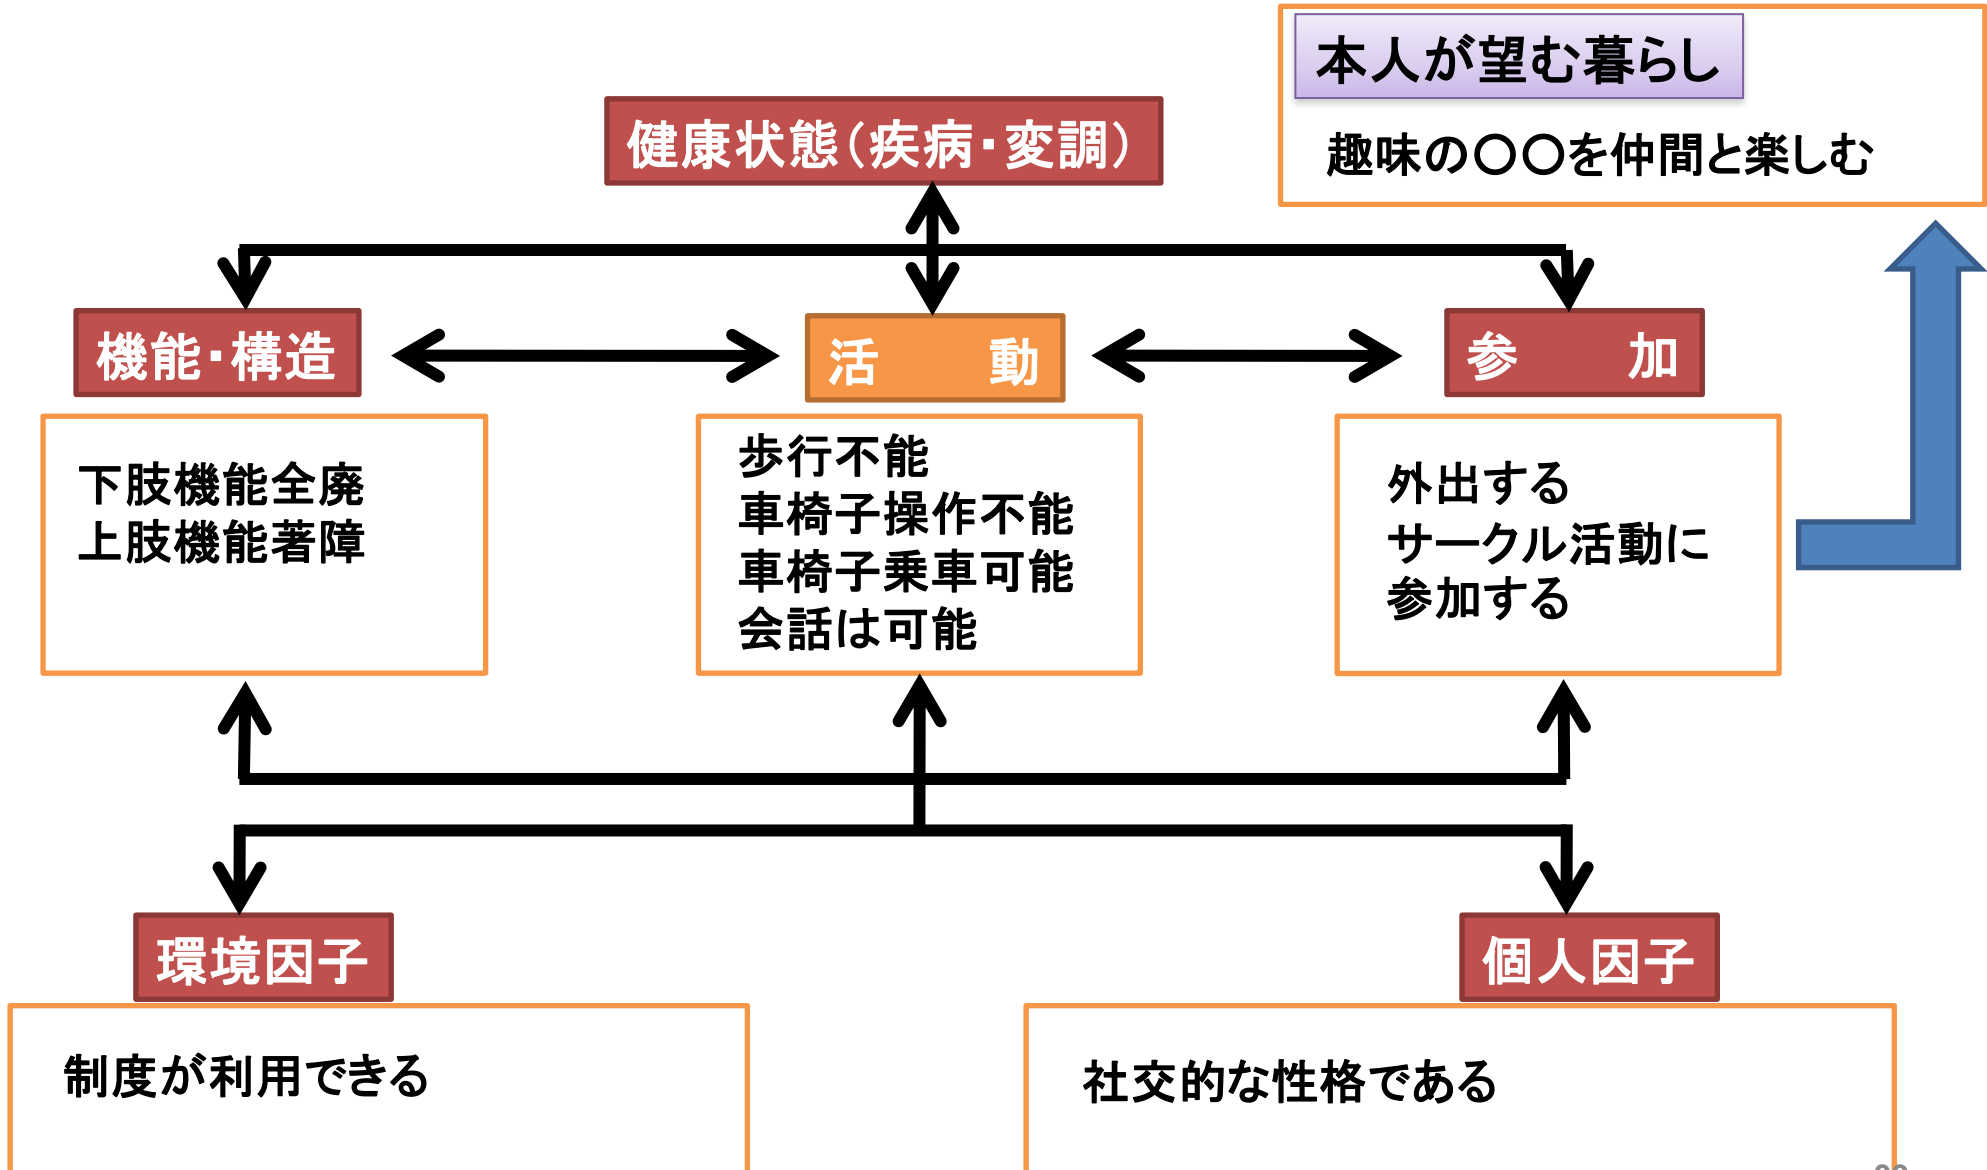 本人が望む暮らし
趣味の〇〇を仲間と楽しむ
健康状態(疾病・変調)
機能・構造
活　　動
参　　加
下肢機能全廃
上肢機能著障
歩行不能
車椅子操作不能
車椅子乗車可能
会話は可能
外出する
サークル活動に
参加する
環境因子
個人因子
制度が利用できる
社交的な性格である